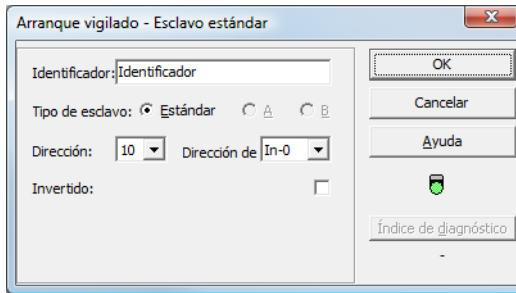 Arranque vigilado - Esclavo estándar
Identificador: Identificador
Tipo de esclavo: Estándar A B
Dirección: 10 Dirección de In-0
Invertido:
OK
Cancelar
Ayuda
Índice de diagnóstico
-